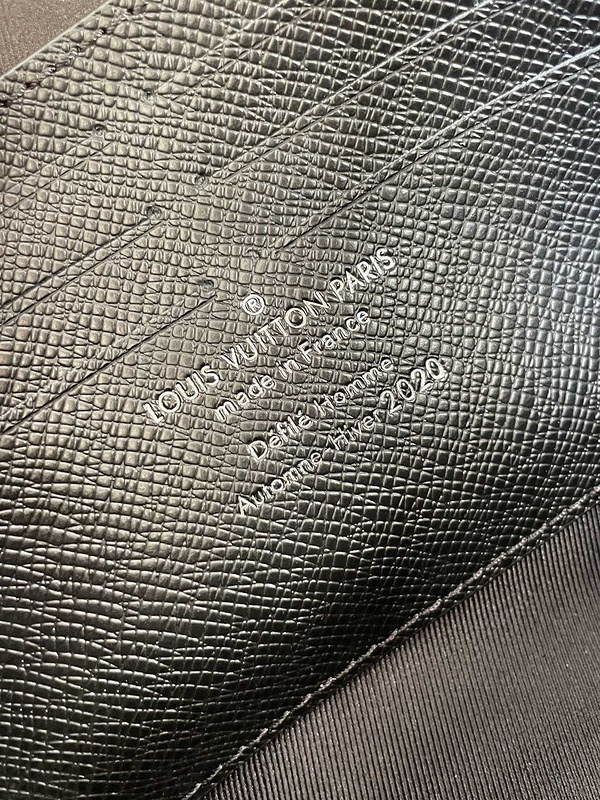 ®
LOUIS VUITTON PARIS
made in France
Défilé Homme
Automne Hiver 2020